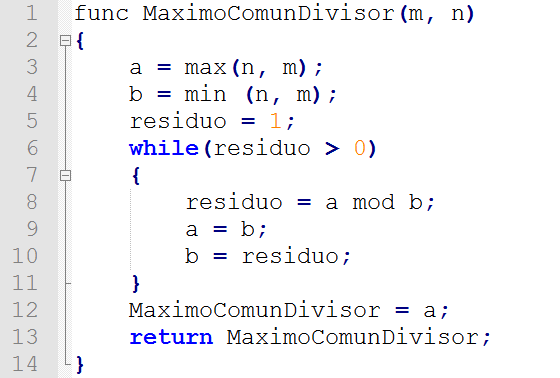 1 func MaximoComunDivisor(m, n)
2 {
3 a = max(n, m);
4 b = min (n, m);
5 residuo = 1;
6 while(residuo > 0)
7 {
8 residuo = a mod b;
9 a = b;
10 b = residuo;
11 }
12 MaximoComunDivisor = a;
13 return MaximoComunDivisor;
14 }